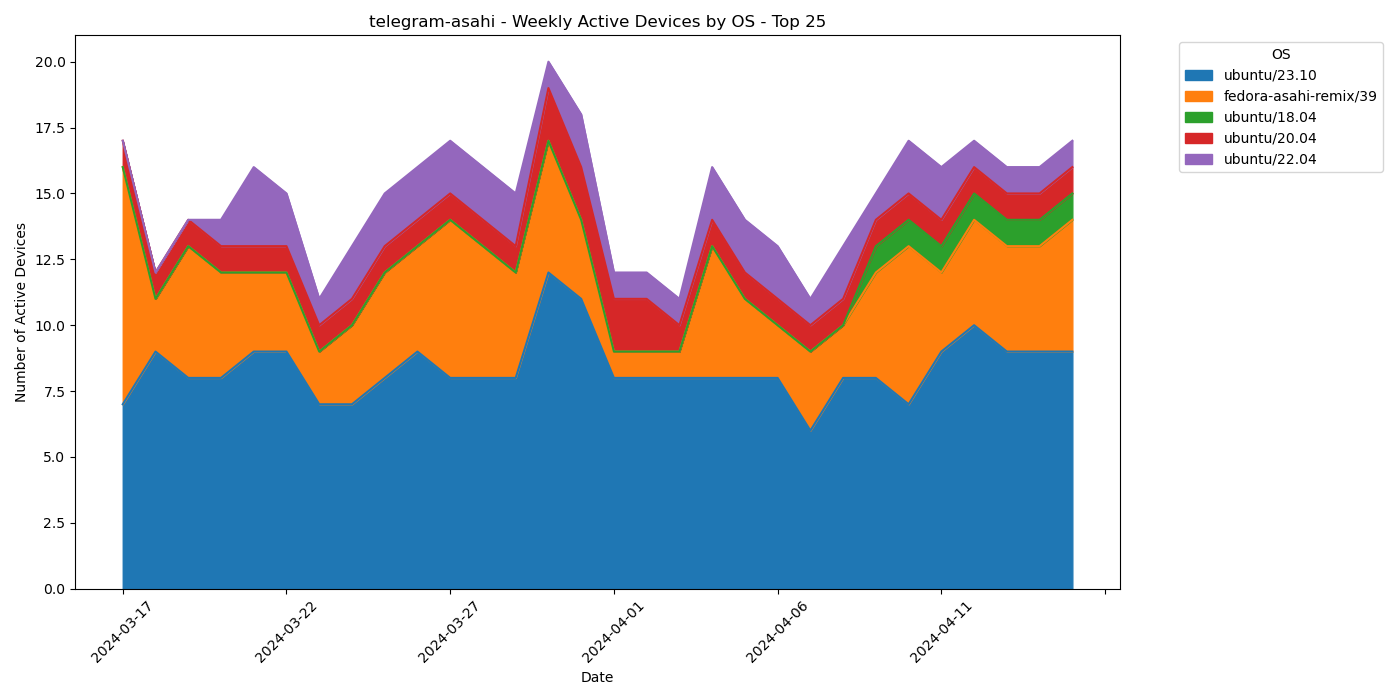 telegram-asahi - Weekly Active Devices by OS - Top 25
OS
ubuntu/23.10
fedora-asahi-remix/39
ubuntu/18.04
ubuntu/20.04
ubuntu/22.04
Number of Active Devices
20.0
17.5
15.0
12.5
10.0
7.5
5.0
2.5
0.0
2024-03-17
2024-03-22
2024-03-27
2024-04-01
2024-04-06
2024-04-11
Date